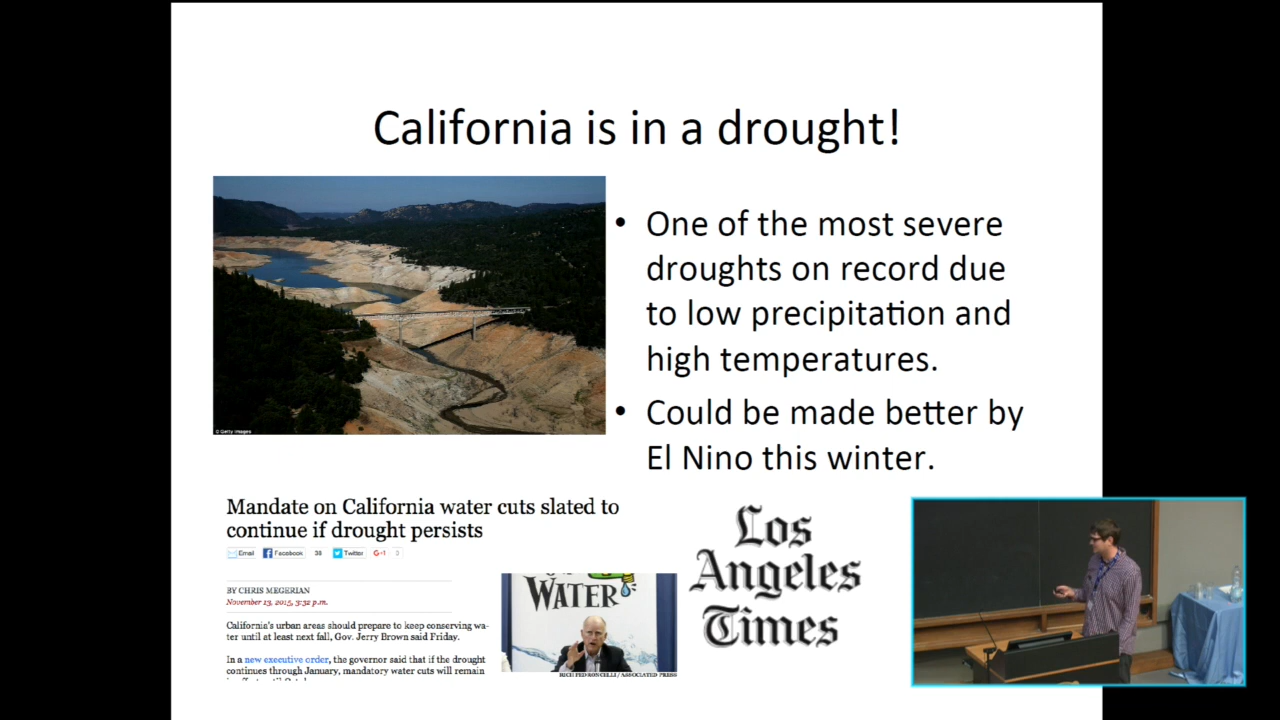 California is in a drought!
© Getty Images
• One of the most severe
droughts on record due
to low precipitation and
high temperatures.
• Could be made better by
El Nino this winter.
Mandate on California water cuts slated to
continue if drought persists
Email Facebook 38 Twitter G+1 3
BY CHRIS MEGERIAN
November 13, 2015, 3:32 p.m.
California's urban areas should prepare to keep conserving wa-
ter until at least next fall, Gov. Jerry Brown said Friday.
In a new executive order, the governor said that if the drought
continues through January, mandatory water cuts will remain
WATER
RICH PEDRONCELLI / ASSOCIATED PRESS
Los
Angeles
Times